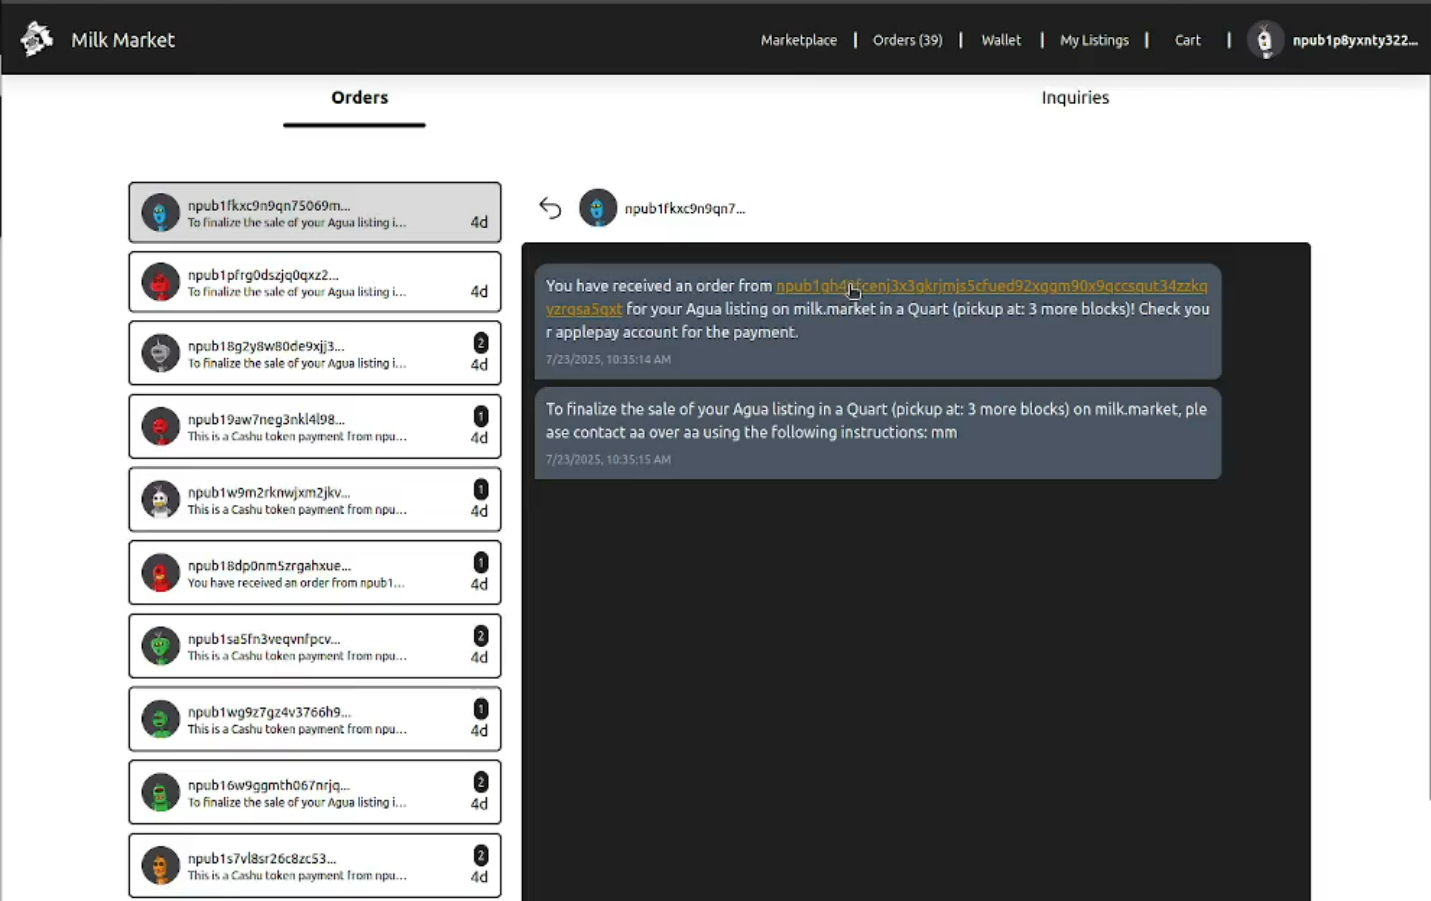 Milk Market
Marketplace | Orders (39) | Wallet | My Listings | Cart | npub1p8yxnty322...
Orders
Inquiries
npub1fkxc9n9qn75069m...
To finalize the sale of your Agua listing i... 4d
npub1pfrg0dszjq0qxz2...
To finalize the sale of your Agua listing i... 4d
npub18g2y8w80de9xjj3... 2
To finalize the sale of your Agua listing i... 4d
npub19aw7neg3nkl4l98... 1
This is a Cashu token payment from npu... 4d
npub1w9m2rknwjxm2jkv... 1
This is a Cashu token payment from npu... 4d
npub18dp0nm5zrgahxue... 1
You have received an order from npub1... 4d
npub1sa5fn3veqvnfpcv... 2
This is a Cashu token payment from npu... 4d
npub1wg9z7gz4v3766h9... 1
This is a Cashu token payment from npu... 4d
npub16w9ggmth067nrjq... 2
To finalize the sale of your Agua listing i... 4d
npub1s7vl8sr26c8zc53... 2
This is a Cashu token payment from npu... 4d
npub1fkxc9n9qn7...
You have received an order from
for your Agua listing on milk.market in a Quart (pickup at: 3 more blocks)! Check you
r applepay account for the payment.
7/23/2025, 10:35:14 AM
To finalize the sale of your Agua listing in a Quart (pickup at: 3 more blocks) on milk.market, ple
ase contact aa over aa using the following instructions: mm
7/23/2025, 10:35:15 AM